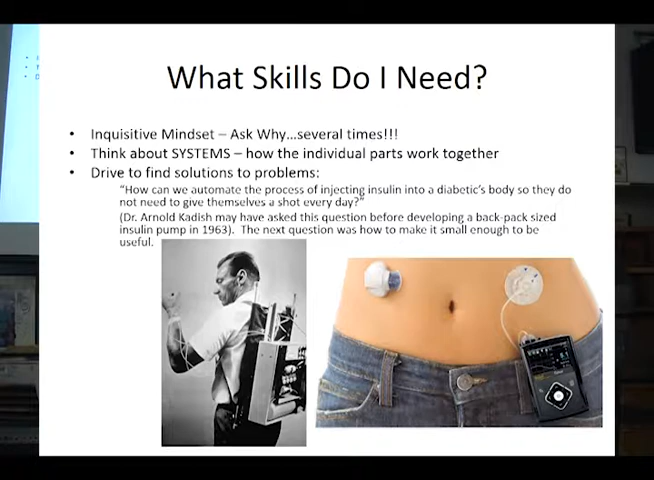 What Skills Do I Need?
• Inquisitive Mindset – Ask Why…several times!!!
• Think about SYSTEMS – how the individual parts work together
• Drive to find solutions to problems:
“How can we automate the process of injecting insulin into a diabetic’s body so they do
not need to give themselves a shot every day?”
(Dr. Arnold Kadish may have asked this question before developing a back-pack sized
insulin pump in 1963).  The next question was how to make it small enough to be
useful.